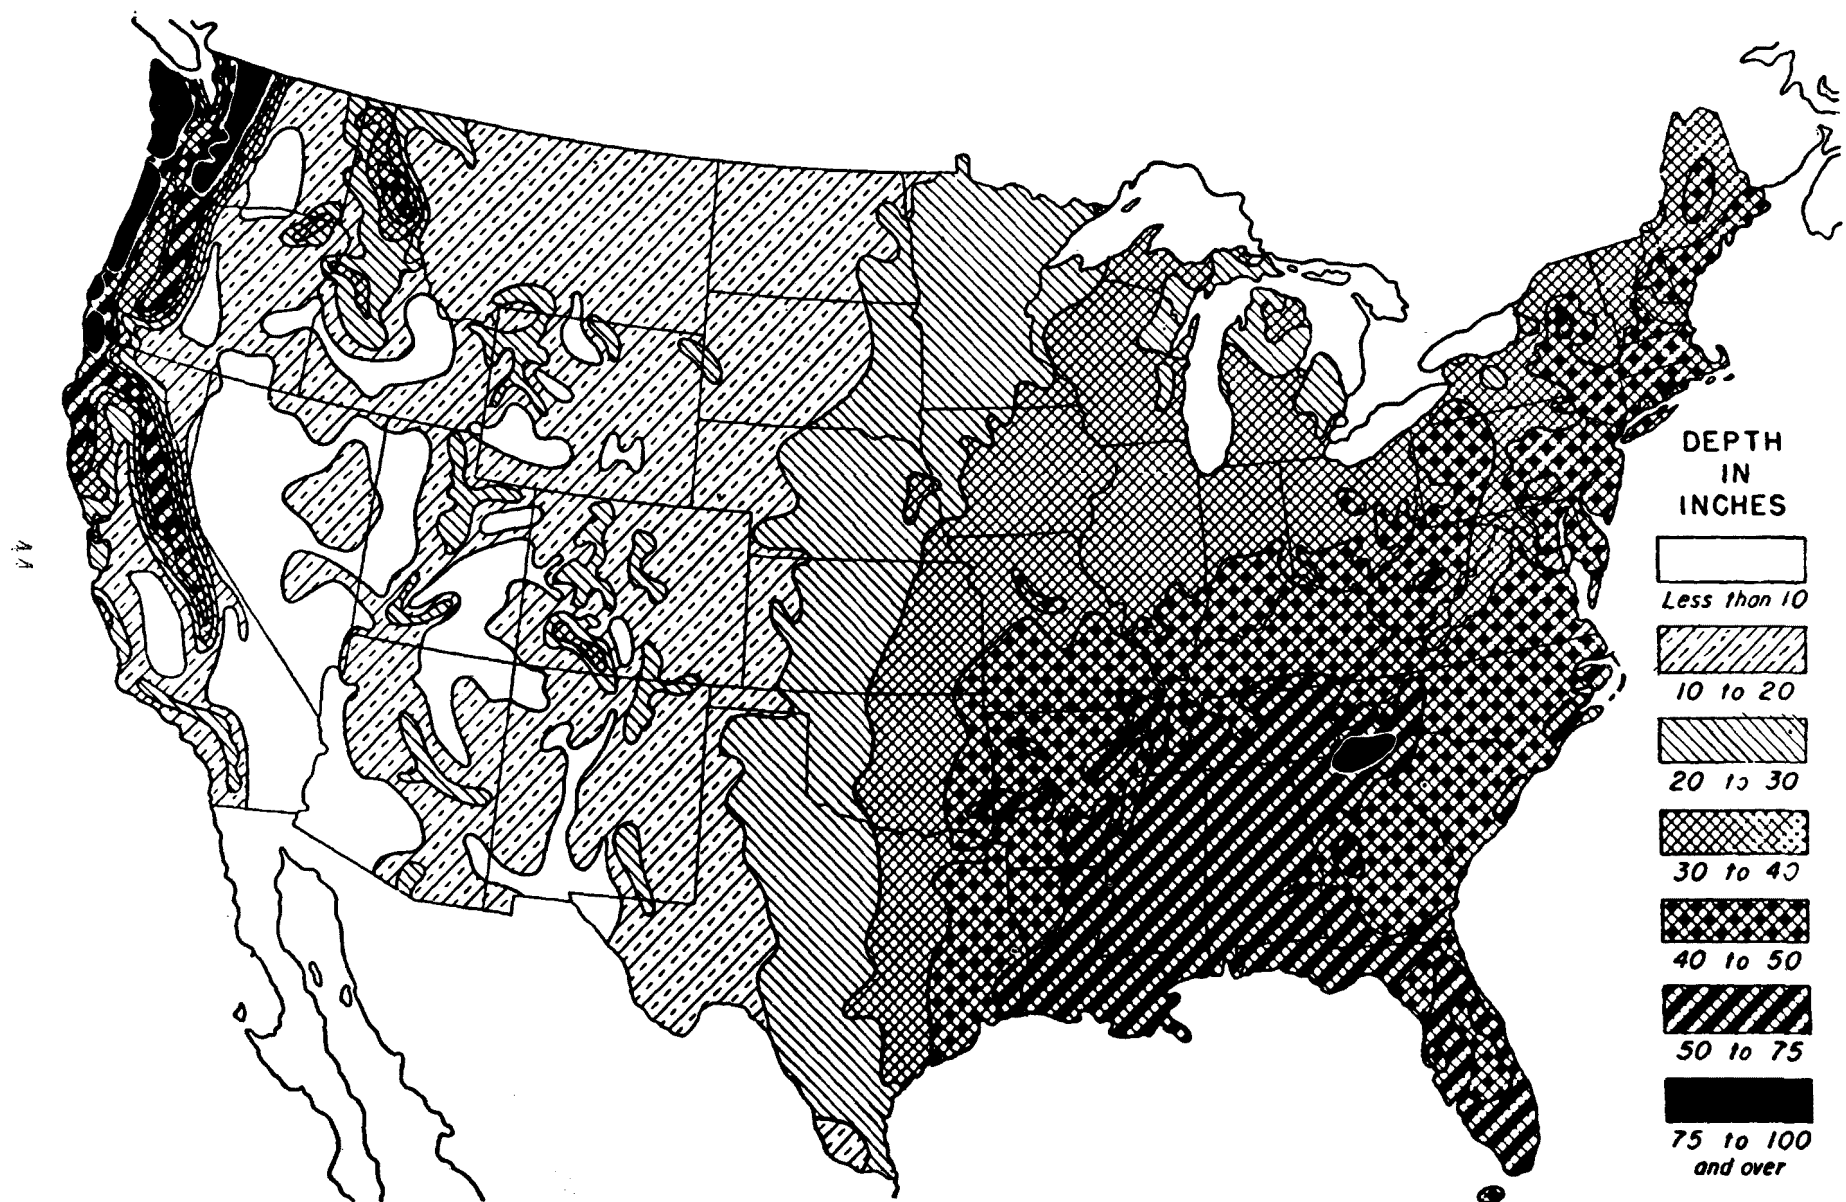 DEPTH
IN
INCHES
Less than 10
10 to 20
20 to 30
30 to 40
40 to 50
50 to 75
75 to 100
and over